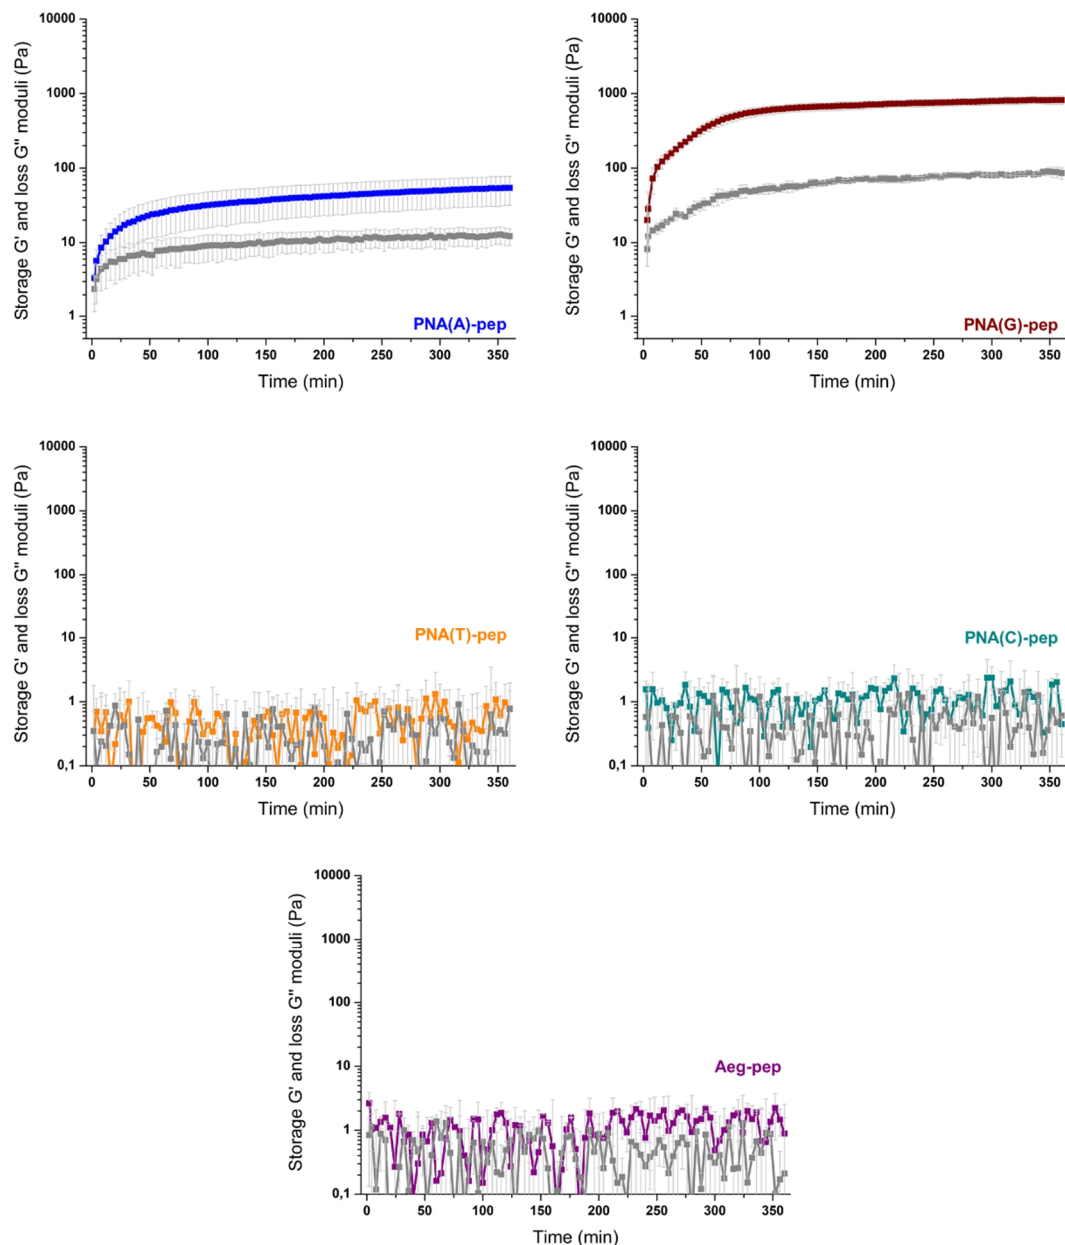 10000
1000
100
10
1
Storage G' and loss G'' moduli (Pa)
PNA(A)-pep
0 50 100 150 200 250 300 350
Time (min)
10000
1000
100
10
1
Storage G' and loss G'' moduli (Pa)
PNA(G)-pep
0 50 100 150 200 250 300 350
Time (min)
10000
1000
100
10
1
0,1
Storage G' and loss G'' moduli (Pa)
PNA(T)-pep
0 50 100 150 200 250 300 350
Time (min)
10000
1000
100
10
1
0,1
Storage G' and loss G'' moduli (Pa)
PNA(C)-pep
0 50 100 150 200 250 300 350
Time (min)
10000
1000
100
10
1
0,1
Storage G' and loss G'' moduli (Pa)
Aeg-pep
0 50 100 150 200 250 300 350
Time (min)